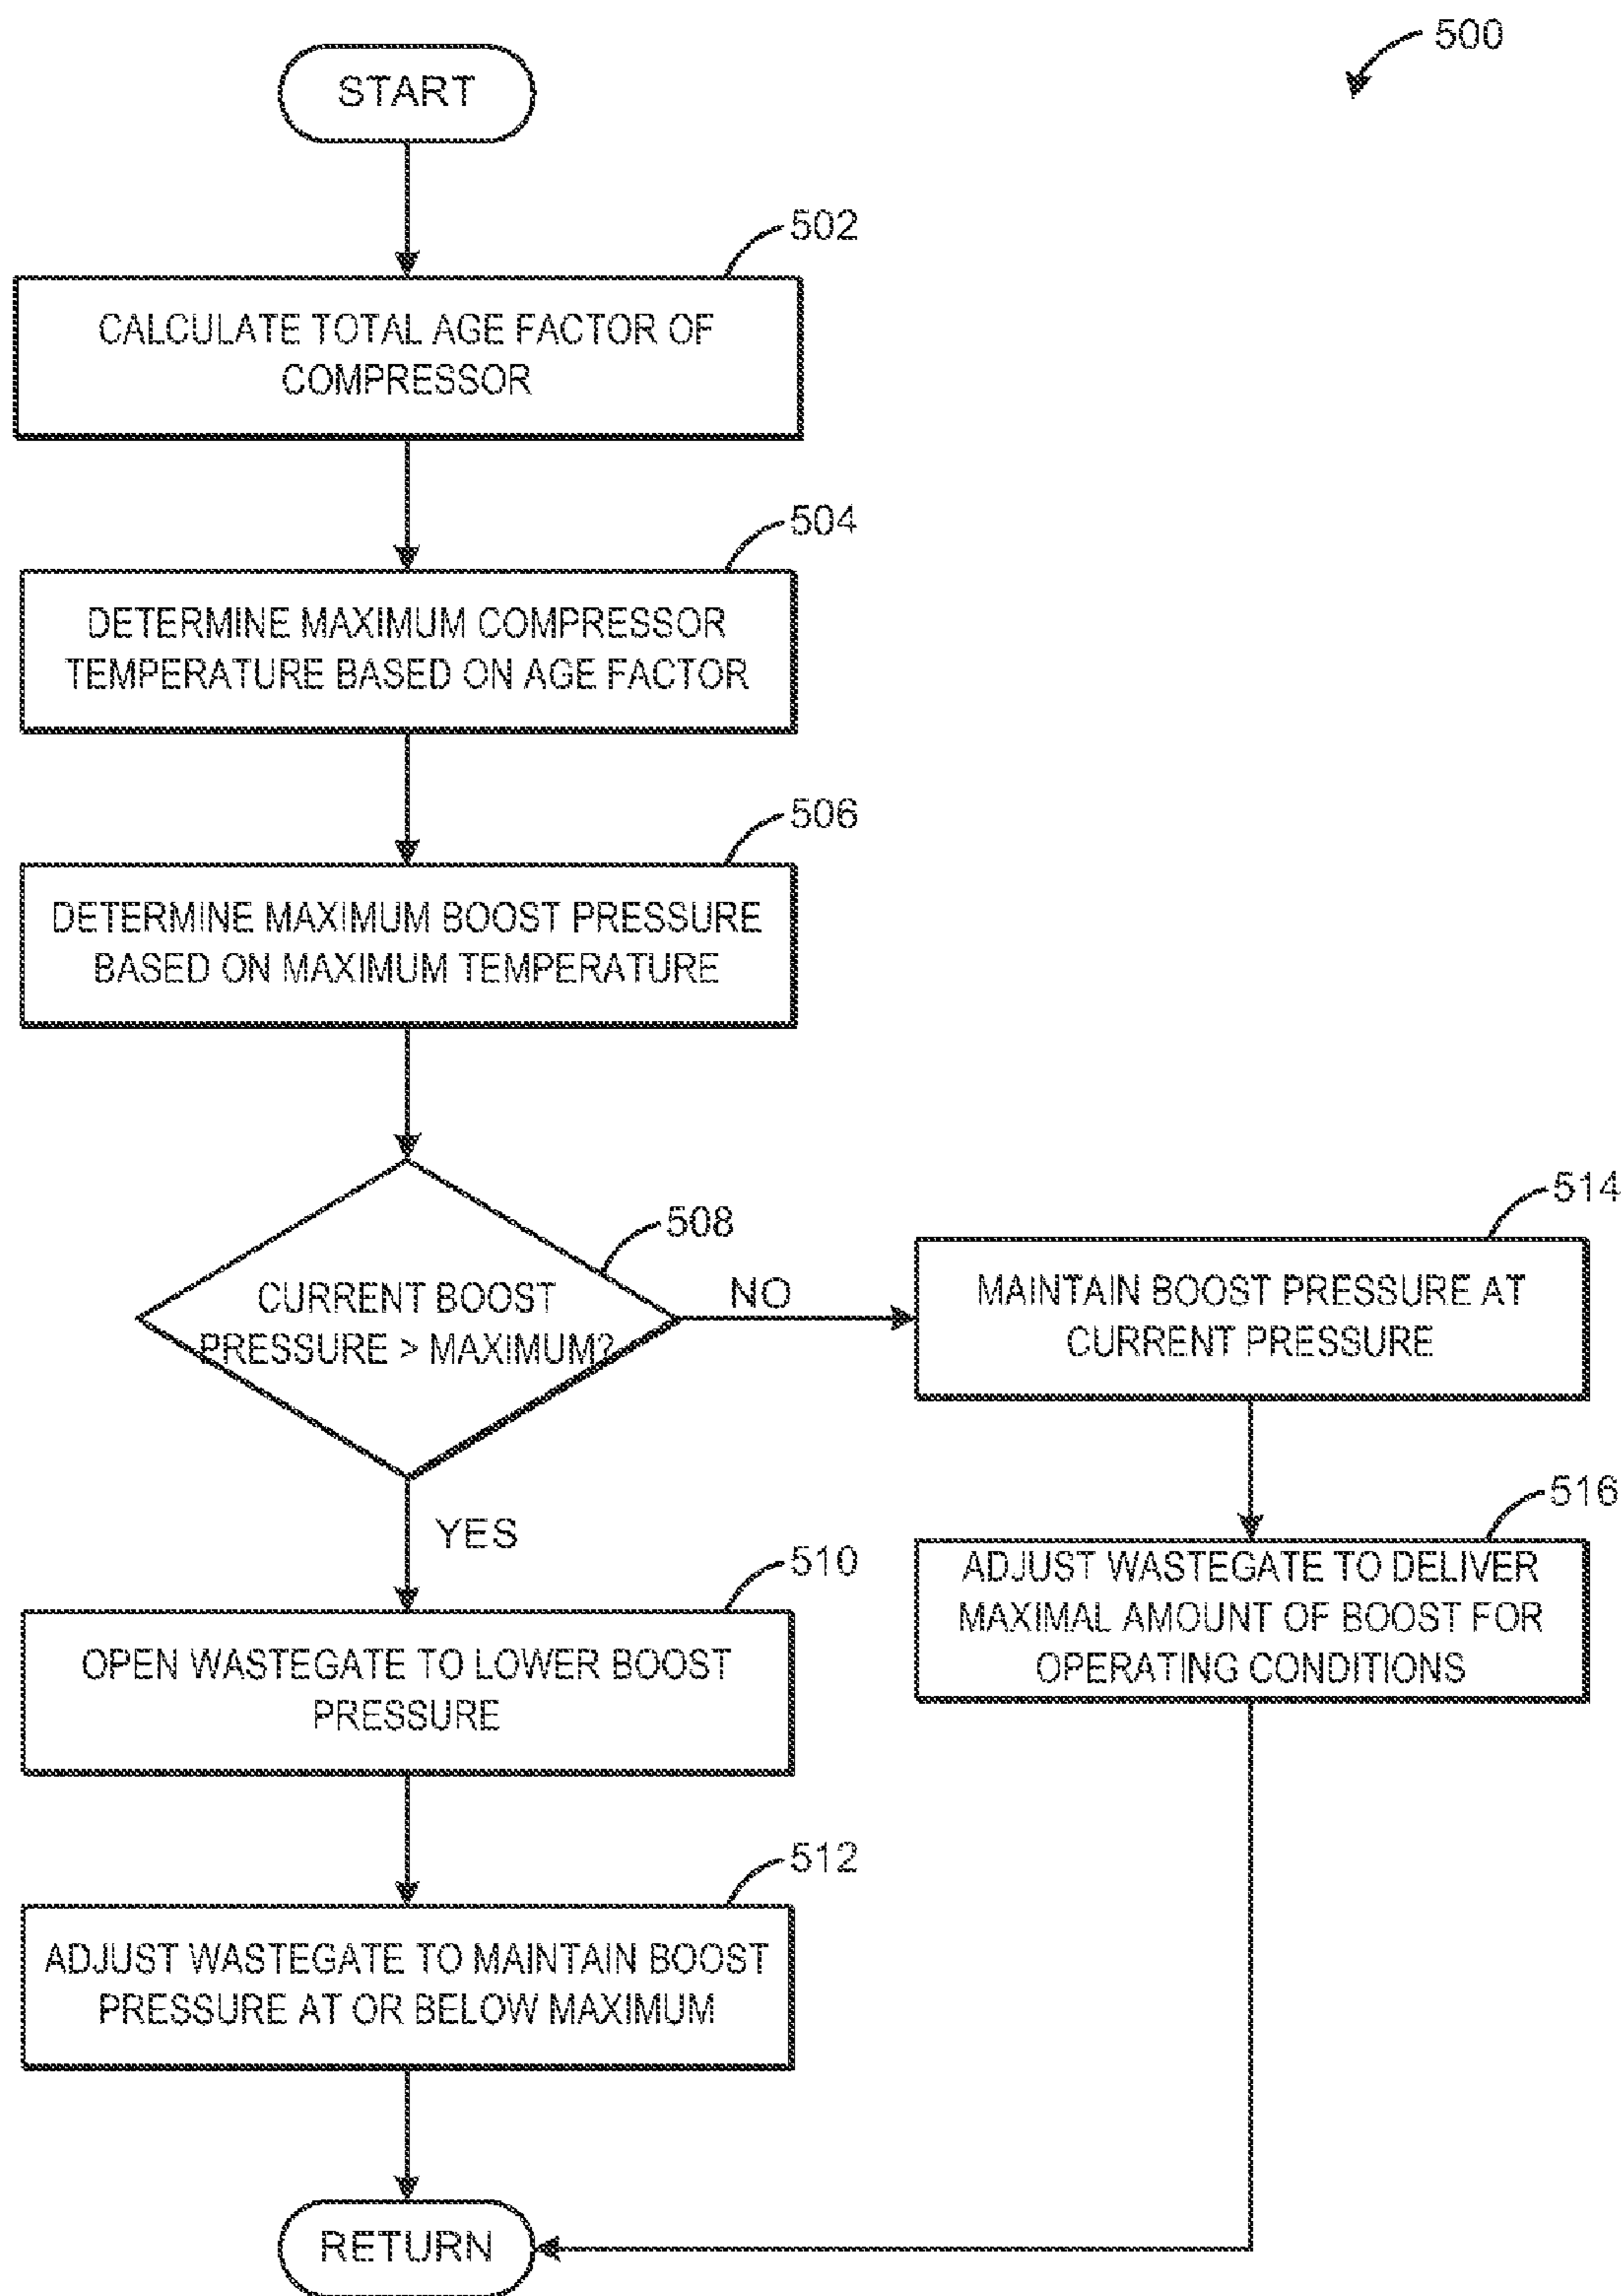 500
START
502
CALCULATE TOTAL AGE FACTOR OF
COMPRESSOR
504
DETERMINE MAXIMUM COMPRESSOR
TEMPERATURE BASED ON AGE FACTOR
506
DETERMINE MAXIMUM BOOST PRESSURE
BASED ON MAXIMUM TEMPERATURE
508
CURRENT BOOST
PRESSURE > MAXIMUM?
NO
514
MAINTAIN BOOST PRESSURE AT
CURRENT PRESSURE
516
ADJUST WASTEGATE TO DELIVER
MAXIMAL AMOUNT OF BOOST FOR
OPERATING CONDITIONS
YES
510
OPEN WASTEGATE TO LOWER BOOST
PRESSURE
512
ADJUST WASTEGATE TO MAINTAIN BOOST
PRESSURE AT OR BELOW MAXIMUM
RETURN